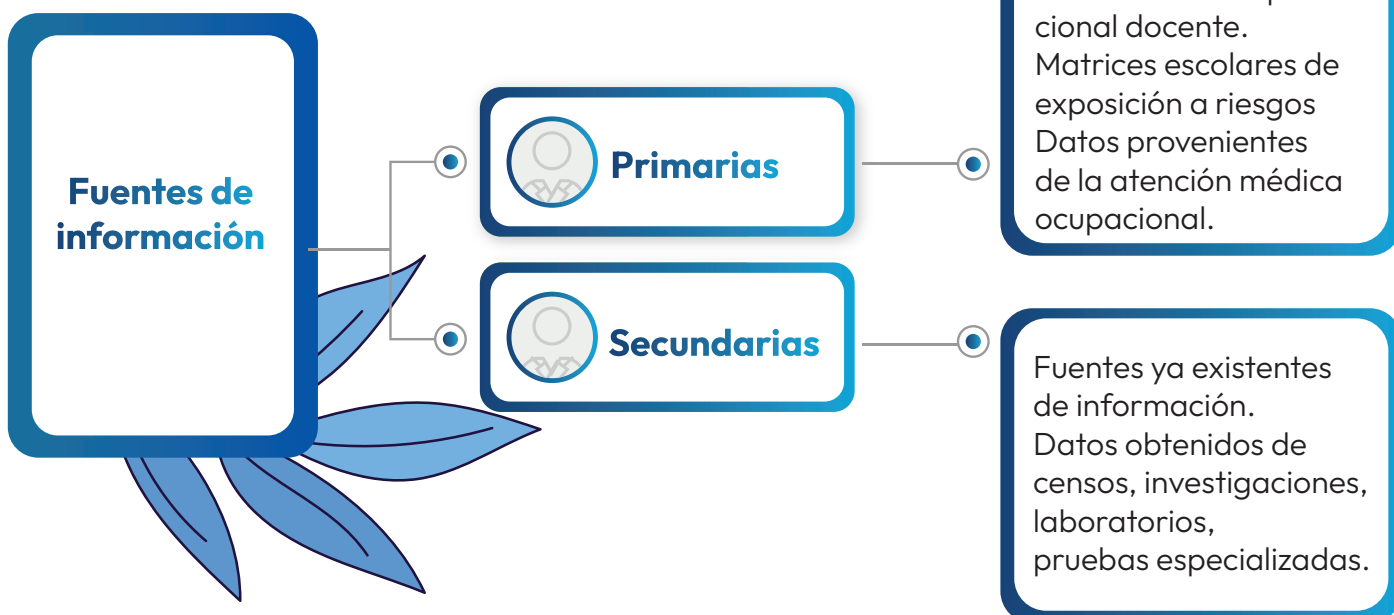 Fuentes de
información
Primarias
cional docente.
Matrices escolares de
exposición a riesgos
Datos provenientes
de la atención médica
ocupacional.
Secundarias
Fuentes ya existentes
de información.
Datos obtenidos de
censos, investigaciones,
laboratorios,
pruebas especializadas.